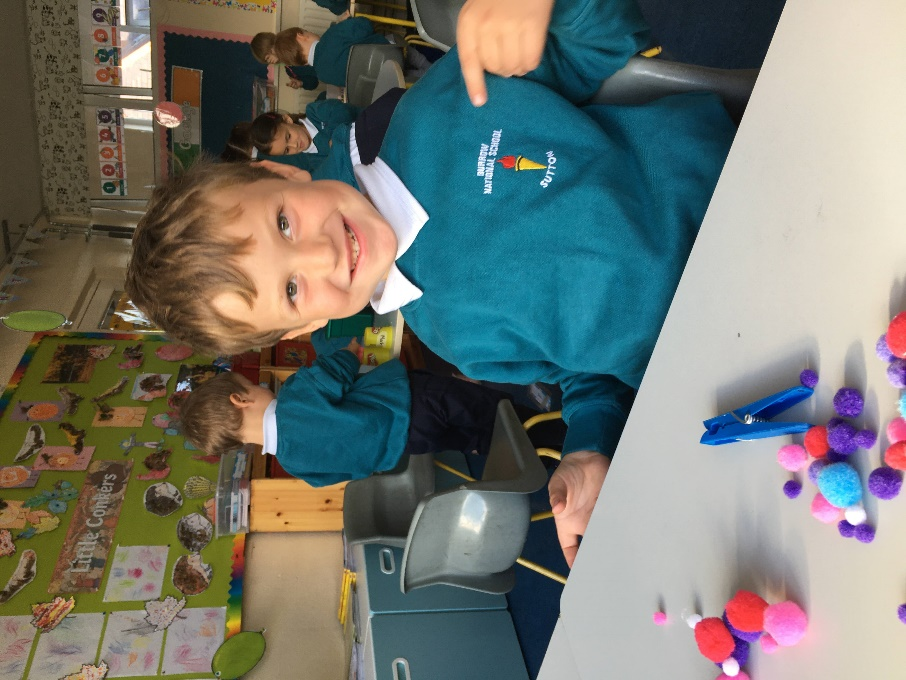 BURROW
NATIONAL SCHOOL
SUTTON
Little Conkers